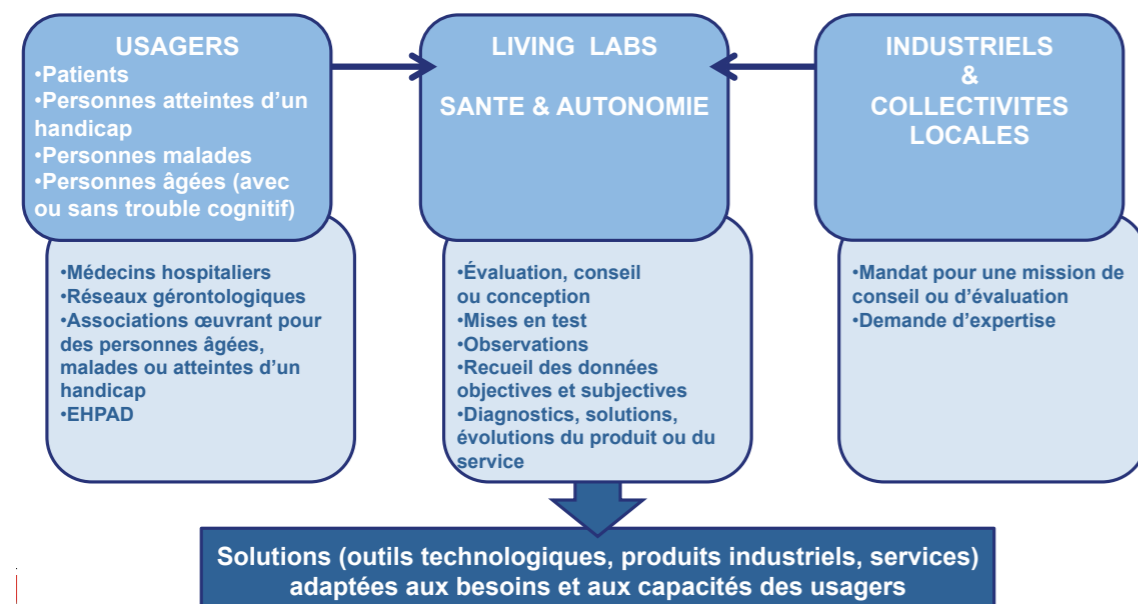 USAGERS
•Patients
•Personnes atteintes d’un
handicap
•Personnes malades
•Personnes âgées (avec
ou sans trouble cognitif)
•Médecins hospitaliers
•Réseaux gérontologiques
•Associations œuvrant pour
des personnes âgées,
malades ou atteintes d’un
handicap
•EHPAD
LIVING LABS
SANTE & AUTONOMIE
•Évaluation, conseil
ou conception
•Mises en test
•Observations
•Recueil des données
objectives et subjectives
•Diagnostics, solutions,
évolutions du produit ou du
service
INDUSTRIELS
&
COLLECTIVITES
LOCALES
•Mandat pour une mission de
conseil ou d’évaluation
•Demande d’expertise
Solutions (outils technologiques, produits industriels, services)
adaptées aux besoins et aux capacités des usagers